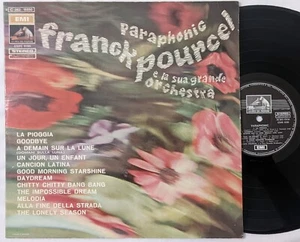 EMI
STEREO
paraphonic
franck pourcel
e la sua grande
orchestra
LA PIOGGIA
GOODBYE
A DEMAIN SUR LA LUNE
UN JOUR, UN ENFANT
CANCION LATINA
GOOD MORNING STARSHINE
DAYDREAM
CHITTY CHITTY BANG BANG
THE IMPOSSIBLE DREAM
MELODIA
ALLA FINE DELLA STRADA
THE LONELY SEASON